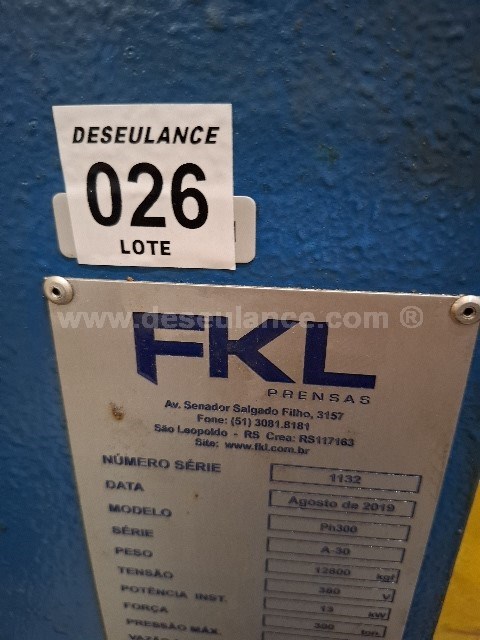 DESEULANCE
026
LOTE
www.deseulance.com ®
FKL
PRENSAS
Av. Senador Salgado Filho, 3157
Fone: (51) 3081.8181
São Leopoldo - RS Crea: RS117163
Site: www.fkl.com.br
NÚMERO SÉRIE 1132
DATA Agosto de 2019
MODELO Ph300
SÉRIE A-30
PESO 12800 kgf
TENSÃO 380 V
POTÊNCIA INST. 13 kW
FORÇA 300 ton.
PRESSÃO MÁX.